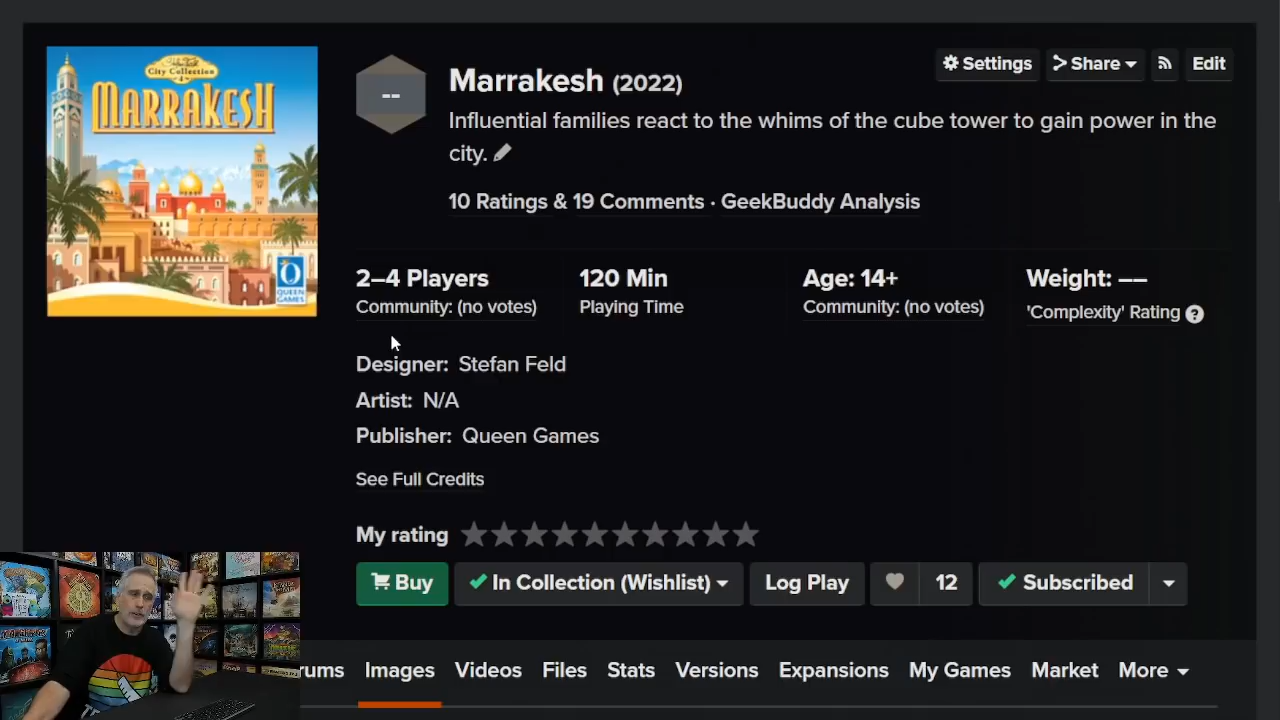 City Collection
MARRAKESH
QUEEN
GAMES
--
Marrakesh (2022)
Settings
Share
Edit
Influential families react to the whims of the cube tower to gain power in the
city.
10 Ratings & 19 Comments · GeekBuddy Analysis
2–4 Players
Community: (no votes)
120 Min
Playing Time
Age: 14+
Community: (no votes)
Weight: ––
'Complexity' Rating ?
Designer: Stefan Feld
Artist: N/A
Publisher: Queen Games
See Full Credits
My rating
Buy
In Collection (Wishlist)
Log Play
12
Subscribed
rums
Images
Videos
Files
Stats
Versions
Expansions
My Games
Market
More